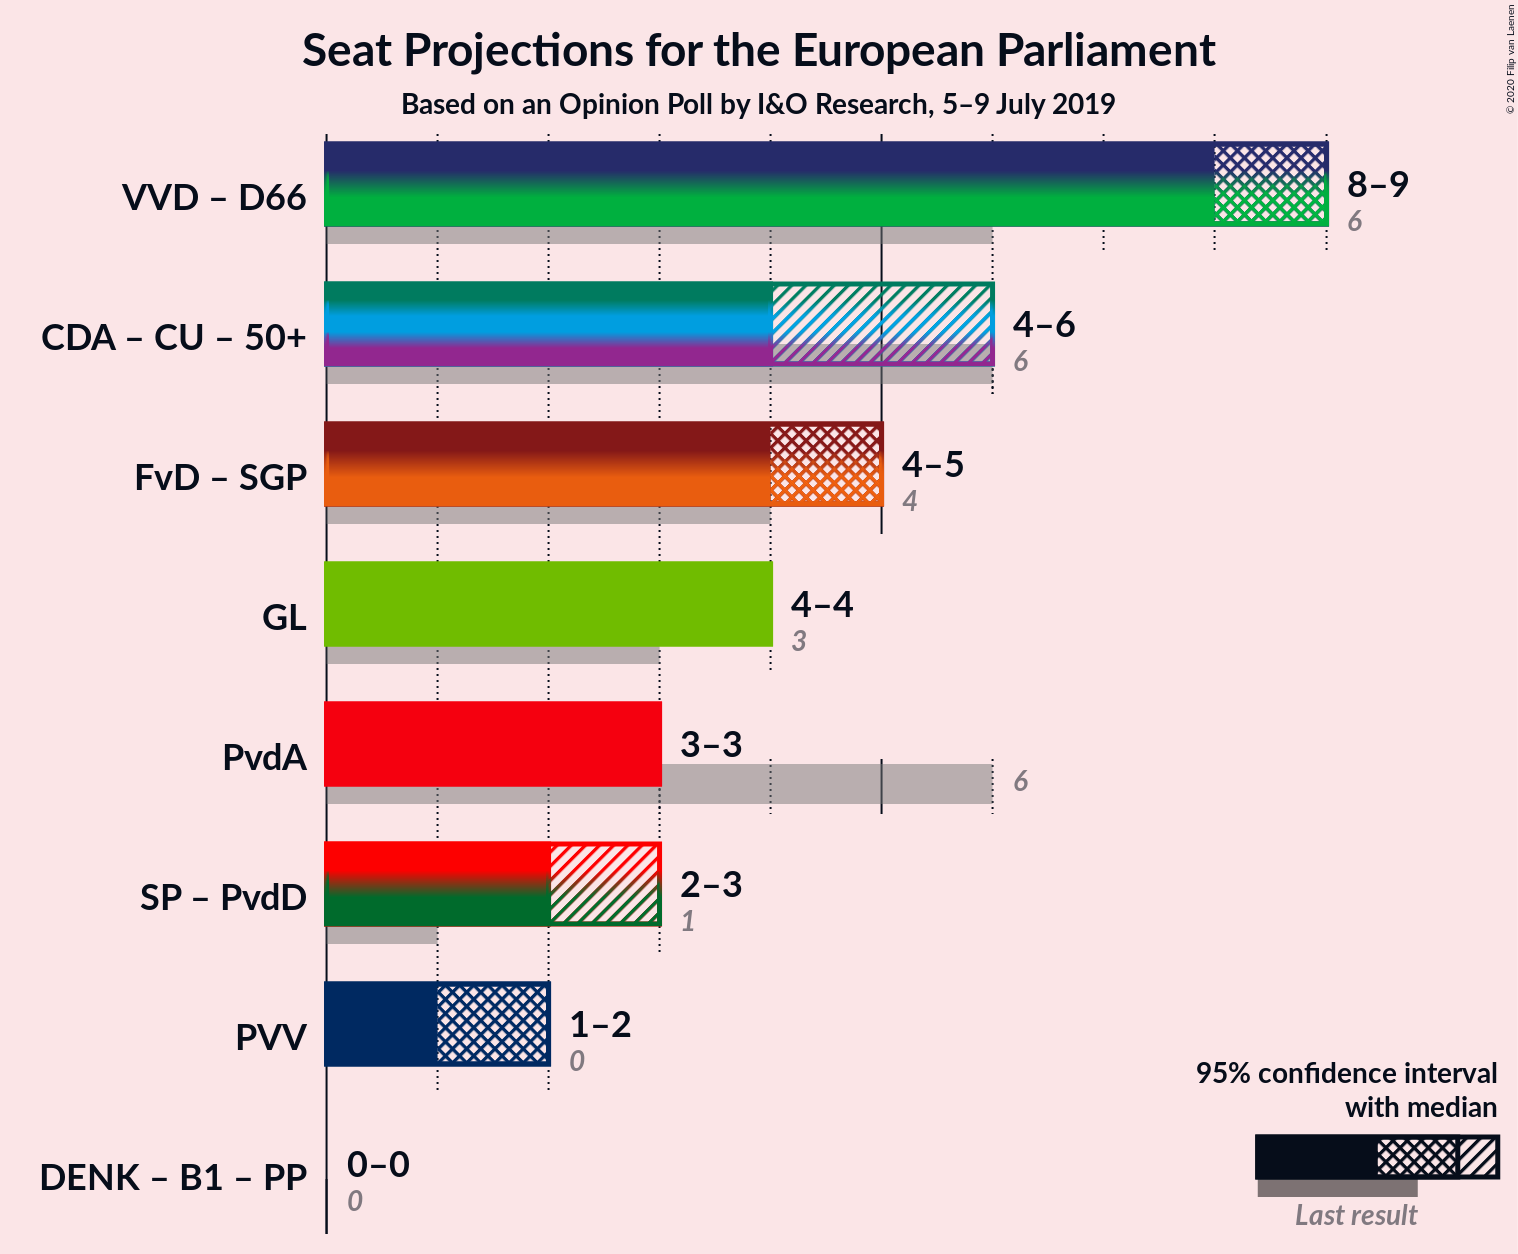 Seat Projections for the European Parliament
Based on an Opinion Poll by I&O Research, 5–9 July 2019
© 2020 Filip van Laenen
VVD – D66
8–9
6
CDA – CU – 50+
4–6
6
FvD – SGP
4–5
4
GL
4–4
3
PvdA
3–3
6
SP – PvdD
2–3
1
PVV
1–2
0
DENK – B1 – PP
0–0
0
95% confidence interval
with median
Last result